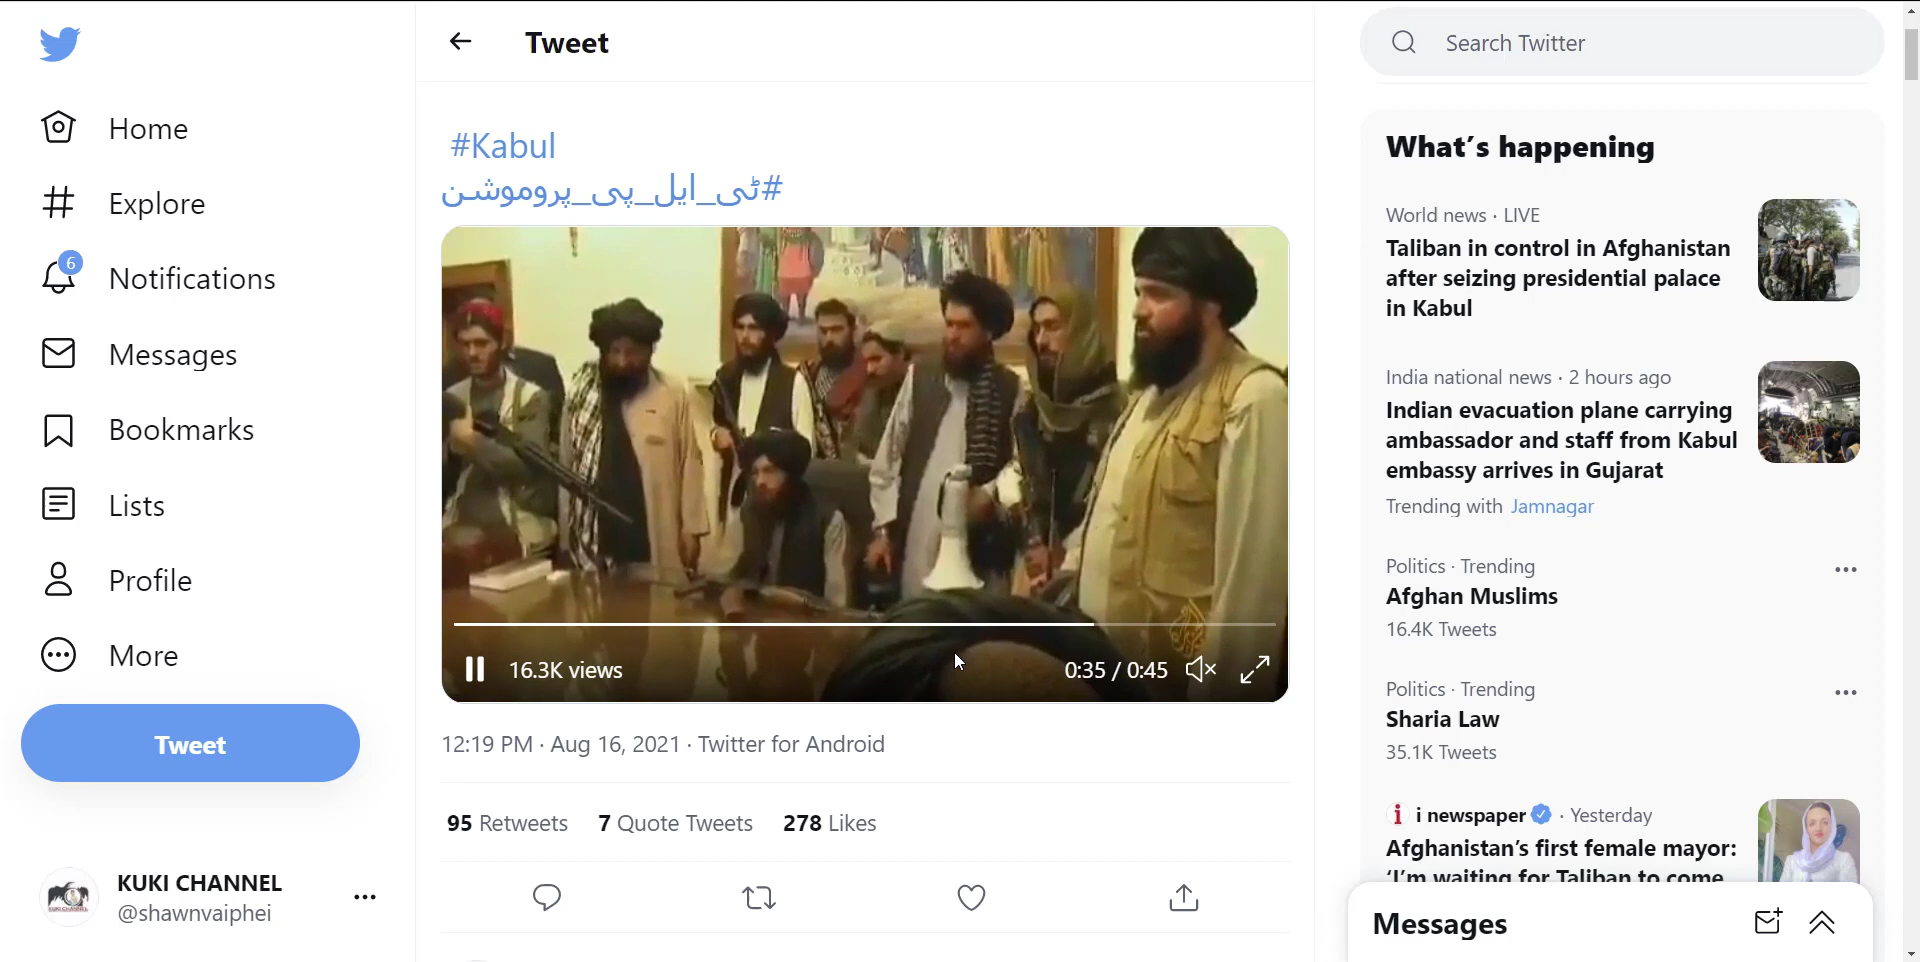 Home
Explore
6
Notifications
Messages
Bookmarks
Lists
Profile
More
Tweet
KUKI CHANNEL
@shawnvaiphei
Tweet
#Kabul
#ٹی_ایل_پی_پروموشن
16.3K views
0:35 / 0:45
12:19 PM · Aug 16, 2021 · Twitter for Android
95 Retweets 7 Quote Tweets 278 Likes
Search Twitter
What's happening
World news · LIVE
Taliban in control in Afghanistan
after seizing presidential palace
in Kabul
India national news · 2 hours ago
Indian evacuation plane carrying
ambassador and staff from Kabul
embassy arrives in Gujarat
Trending with Jamnagar
Politics · Trending
Afghan Muslims
16.4K Tweets
Politics · Trending
Sharia Law
35.1K Tweets
i newspaper · Yesterday
Afghanistan's first female mayor:
'I'm waiting for Taliban to come
Messages